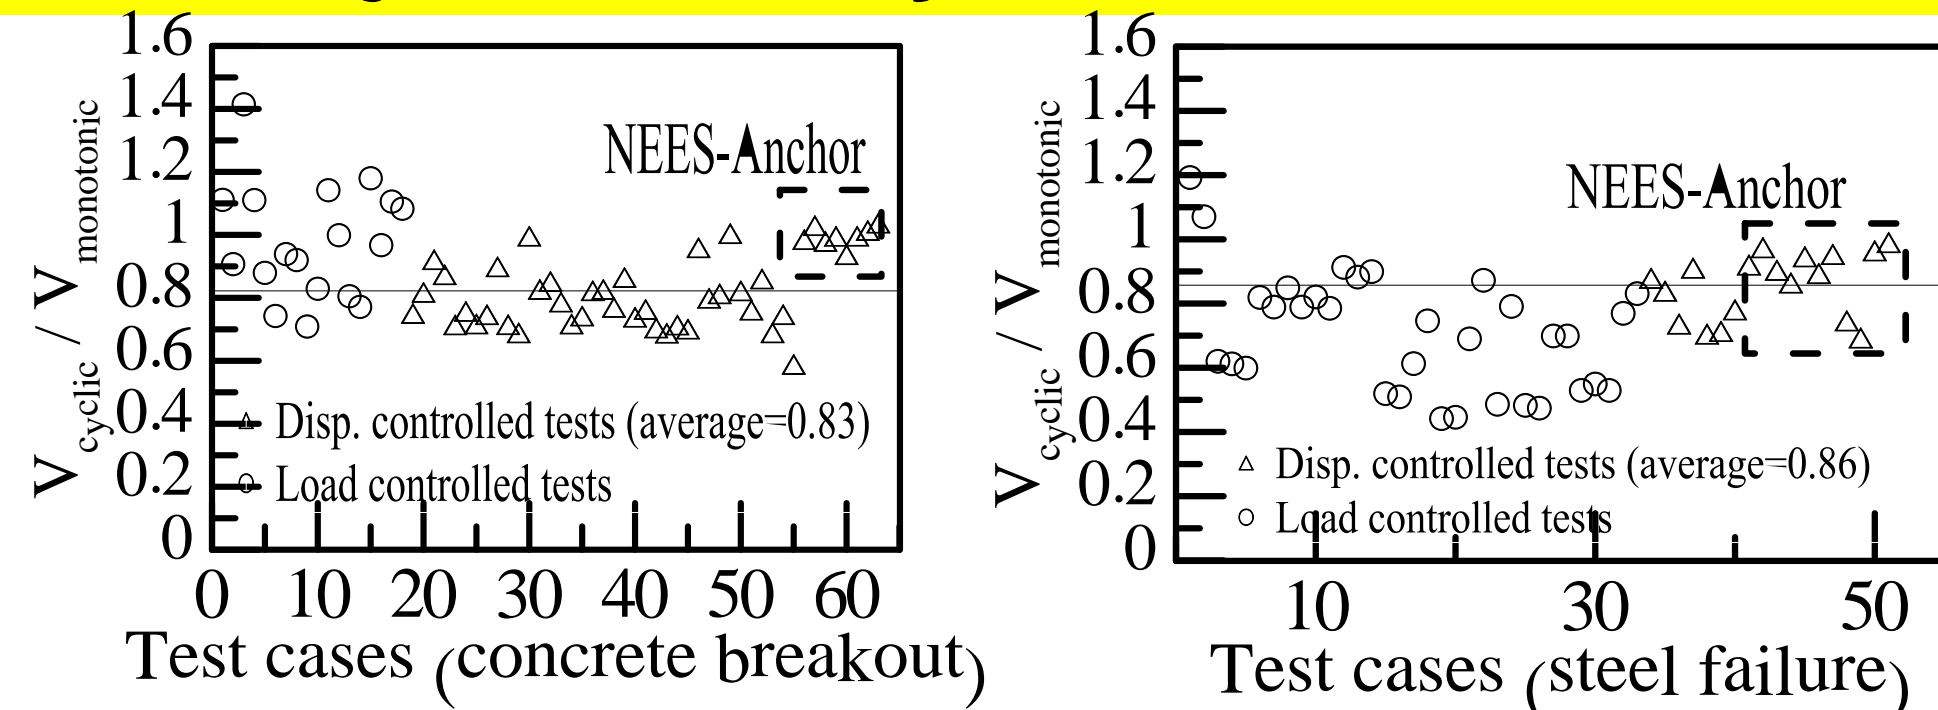 1.6
1.4
1.2
1
0.8
0.6
0.4
0.2
0
V cyclic / V monotonic
NEES-Anchor
Disp. controlled tests (average=0.83)
Load controlled tests
0 10 20 30 40 50 60
Test cases (concrete breakout)
1.6
1.4
1.2
1
0.8
0.6
0.4
0.2
0
V cyclic / V monotonic
NEES-Anchor
Disp. controlled tests (average=0.86)
Load controlled tests
10 30 50
Test cases (steel failure)